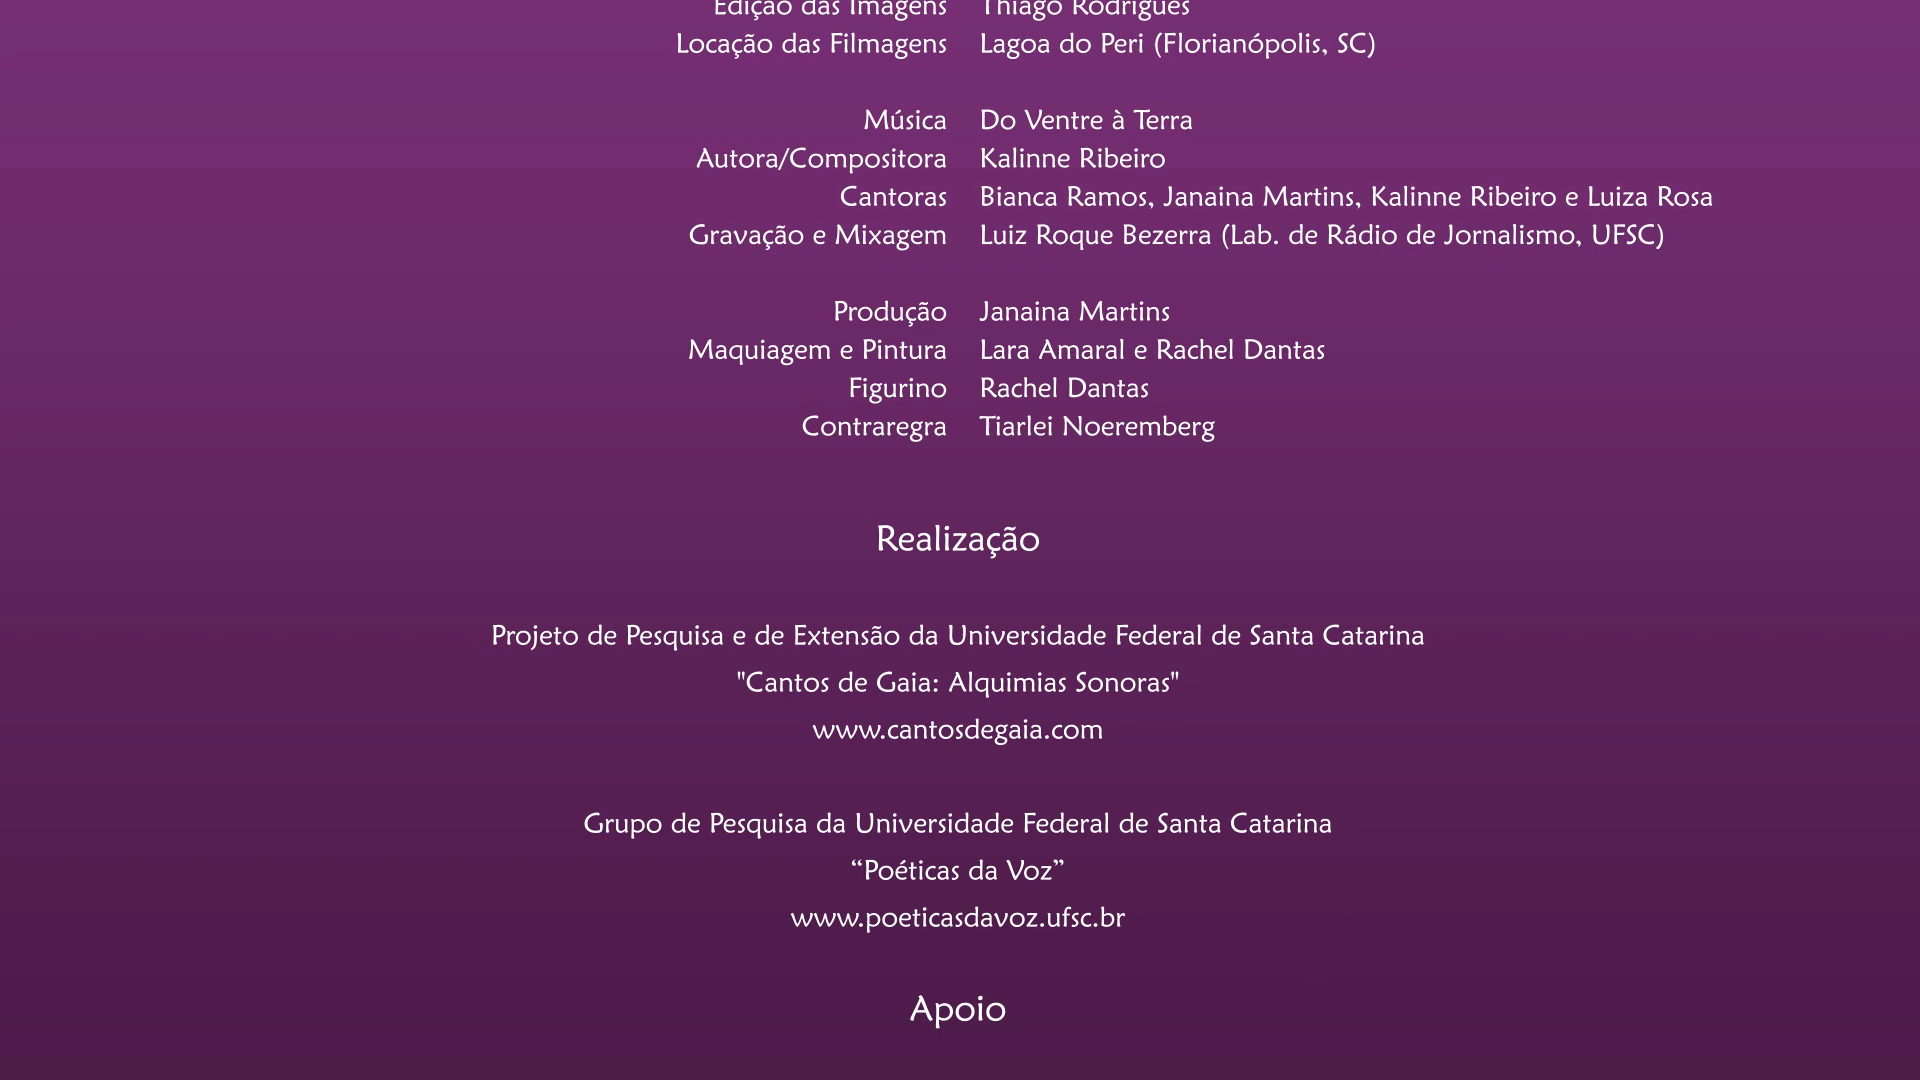 Edição das Imagens Thiago Rodrigues
Locação das Filmagens Lagoa do Peri (Florianópolis, SC)
Música Do Ventre à Terra
Autora/Compositora Kalinne Ribeiro
Cantoras Bianca Ramos, Janaina Martins, Kalinne Ribeiro e Luiza Rosa
Gravação e Mixagem Luiz Roque Bezerra (Lab. de Rádio de Jornalismo, UFSC)
Produção Janaina Martins
Maquiagem e Pintura Lara Amaral e Rachel Dantas
Figurino Rachel Dantas
Contraregra Tiarlei Noeremberg
Realização
Projeto de Pesquisa e de Extensão da Universidade Federal de Santa Catarina
"Cantos de Gaia: Alquimias Sonoras"
www.cantosdegaia.com
Grupo de Pesquisa da Universidade Federal de Santa Catarina
“Poéticas da Voz”
www.poeticasdavoz.ufsc.br
Apoio